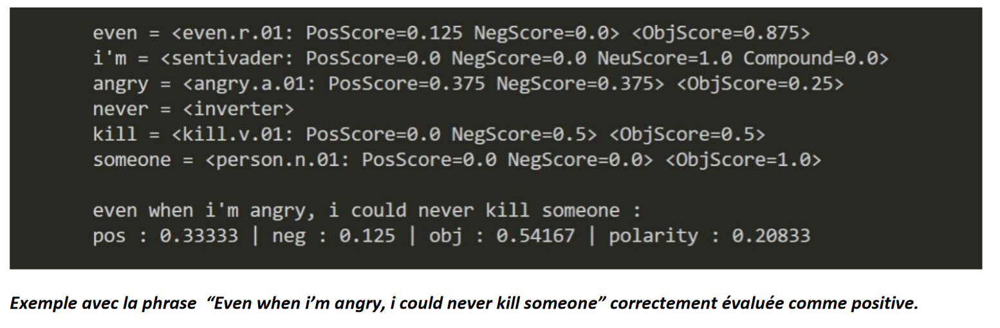 even = <even.r.01: PosScore=0.125 NegScore=0.0> <ObjScore=0.875>
i'm = <sentivader: PosScore=0.0 NegScore=0.0 NeuScore=1.0 Compound=0.0>
angry = <angry.a.01: PosScore=0.375 NegScore=0.375> <ObjScore=0.25>
never = <inverter>
kill = <kill.v.01: PosScore=0.0 NegScore=0.5> <ObjScore=0.5>
someone = <person.n.01: PosScore=0.0 NegScore=0.0> <ObjScore=1.0>
even when i'm angry, i could never kill someone :
pos : 0.33333 | neg : 0.125 | obj : 0.54167 | polarity : 0.20833
Exemple avec la phrase “Even when i’m angry, i could never kill someone” correctement évaluée comme positive.